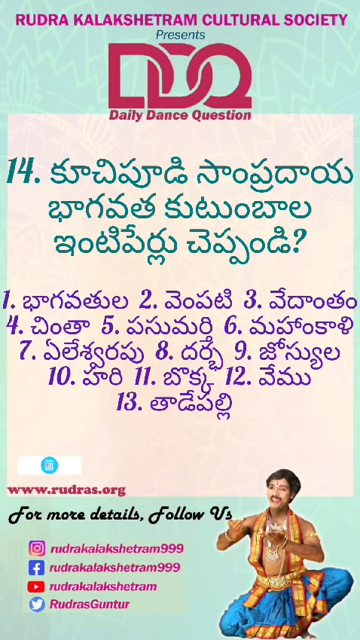 RUDRA KALAKSHETRAM CULTURAL SOCIETY
Presents
DDQ
Daily Dance Question
14. కూచిపూడి సాంప్రదాయ
భాగవత కుటుంబాల
ఇంటిపేర్లు చెప్పండి?
1. భాగవతుల 2. వెంపటి 3. వేదాంతం
4. చింతా 5. పసుమర్తి 6. మహాంకాళి
7. ఏలేశ్వరపు 8. దర్భ 9. జోస్యుల
10. హరి 11. బొక్క 12. వేము
13. తాడేపల్లి
www.rudras.org
For more details, Follow Us
rudrakalakshetram999
rudrakalakshetram999
rudrakalakshetram
RudrasGuntur